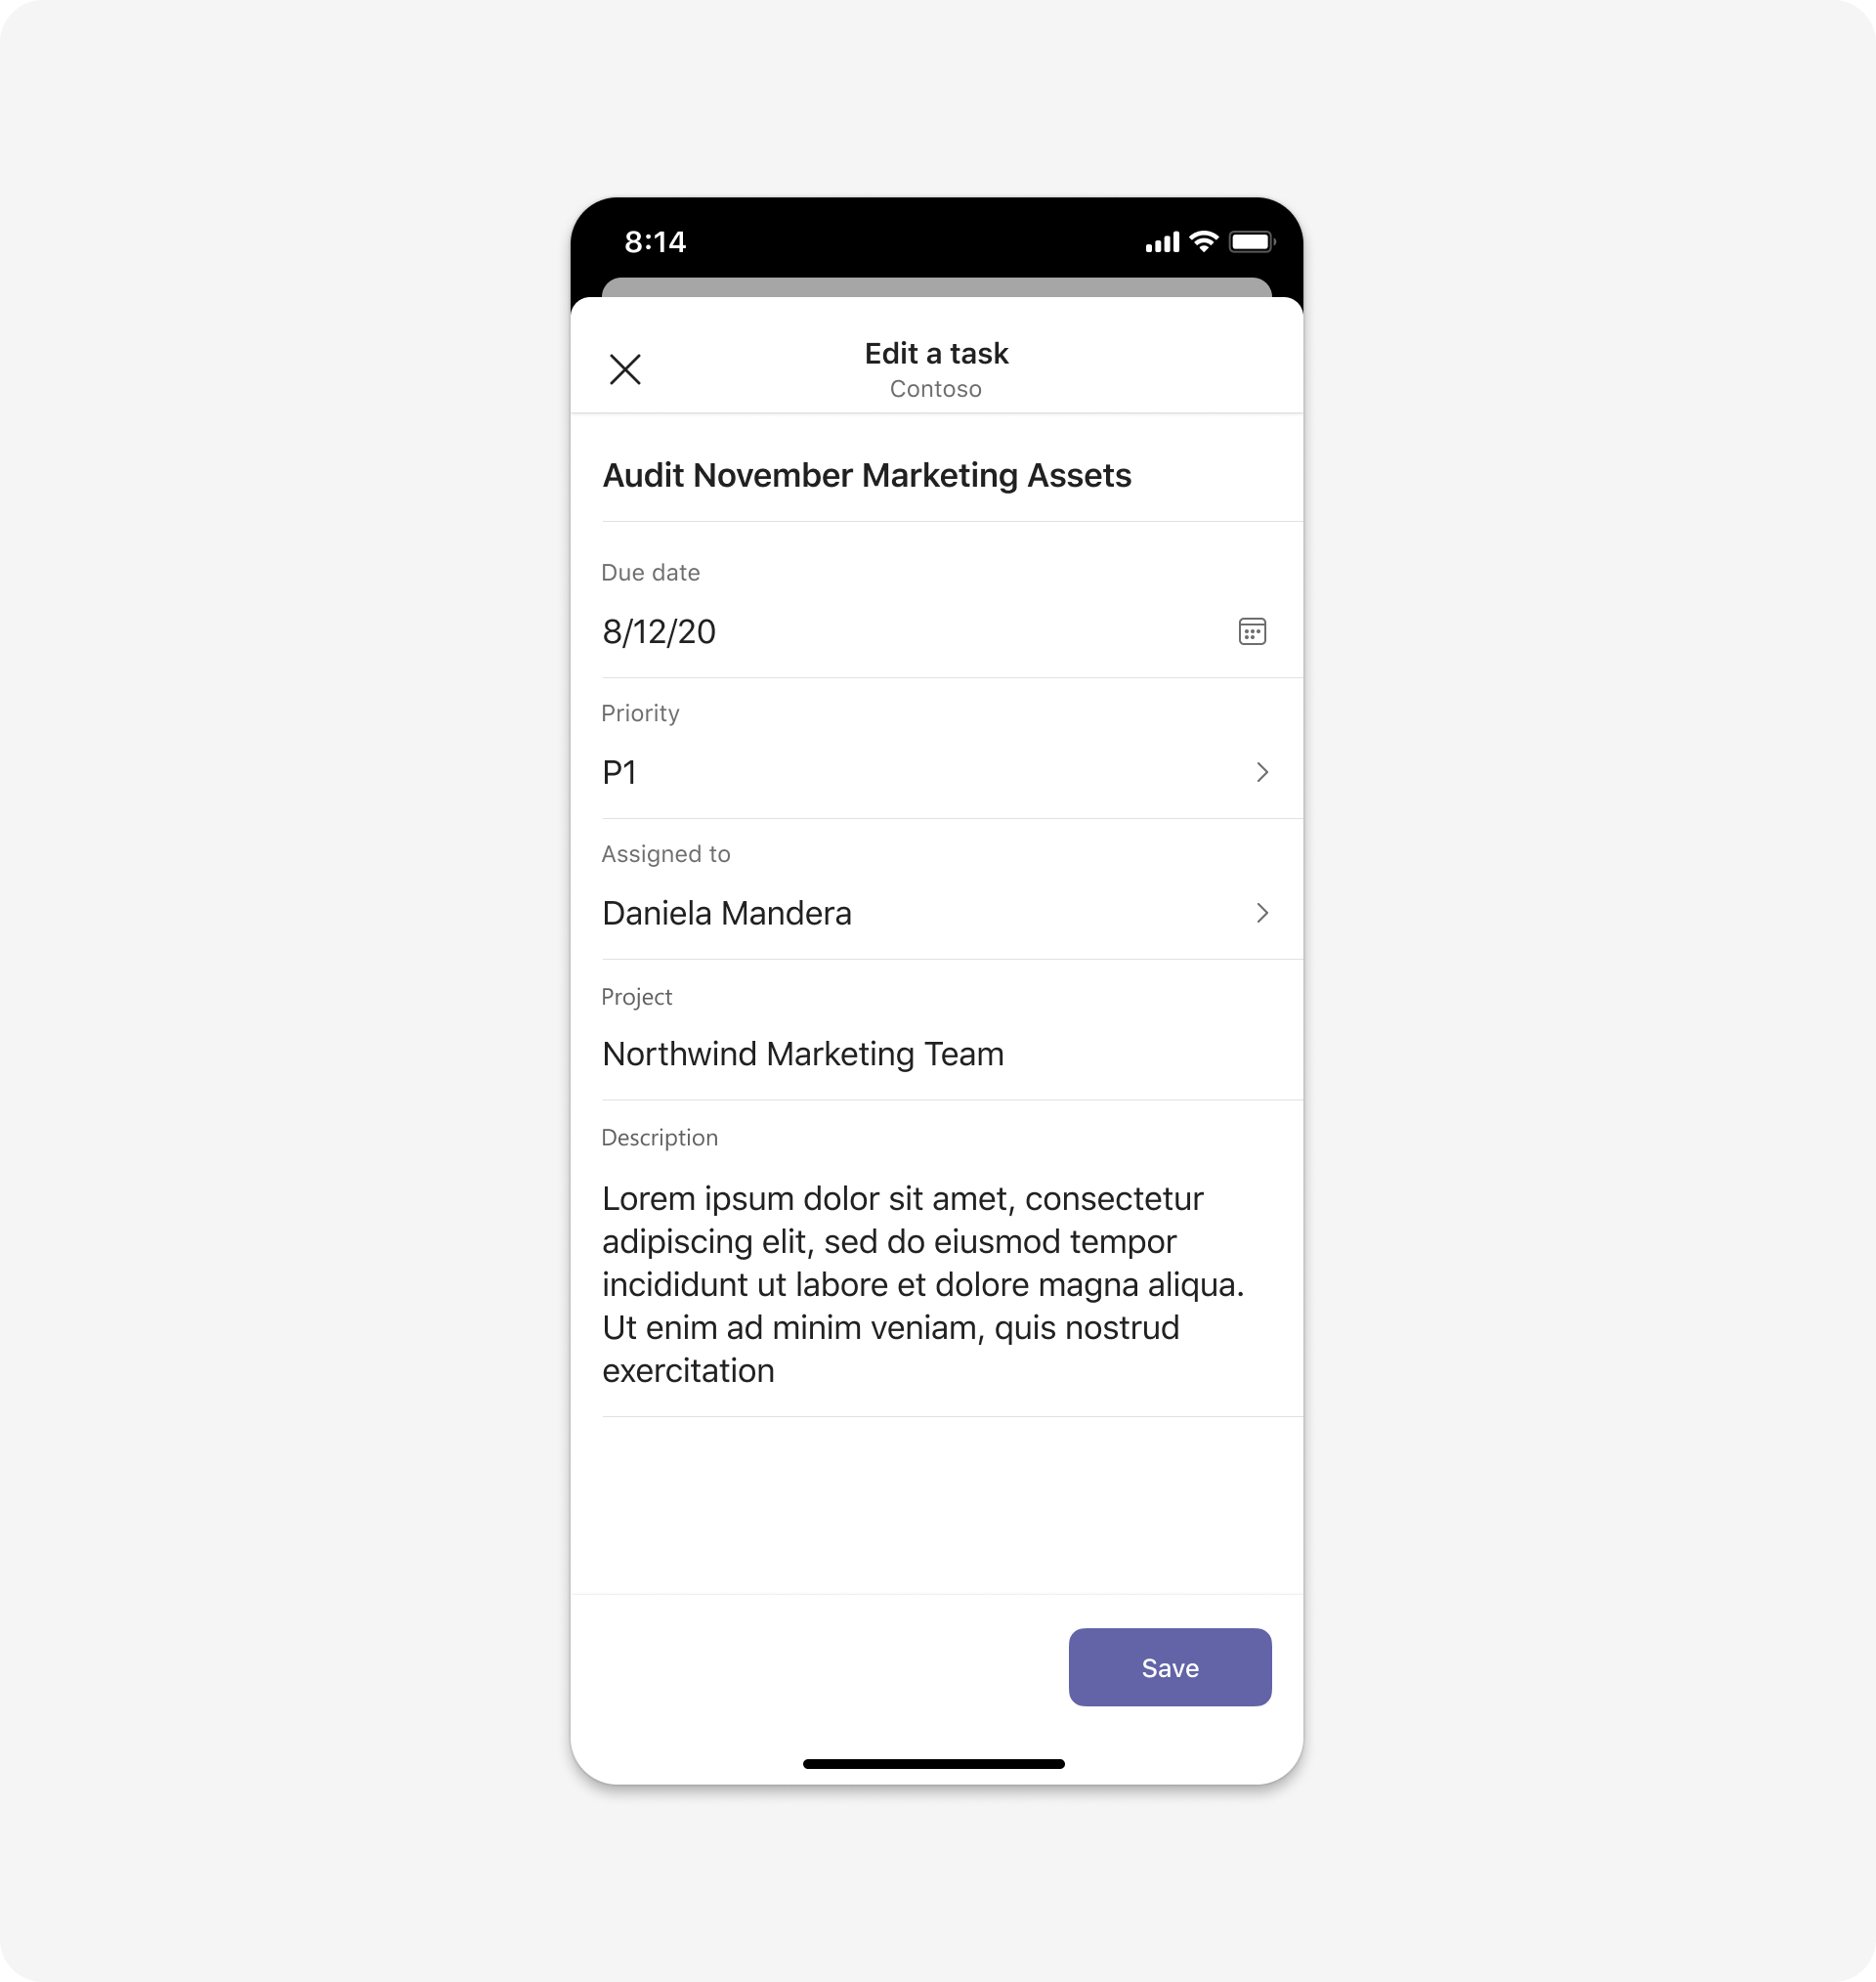 8:14
Edit a task
Contoso
Audit November Marketing Assets
Due date
8/12/20
Priority
P1
Assigned to
Daniela Mandera
Project
Northwind Marketing Team
Description
Lorem ipsum dolor sit amet, consectetur
adipiscing elit, sed do eiusmod tempor
incididunt ut labore et dolore magna aliqua.
Ut enim ad minim veniam, quis nostrud
exercitation
Save